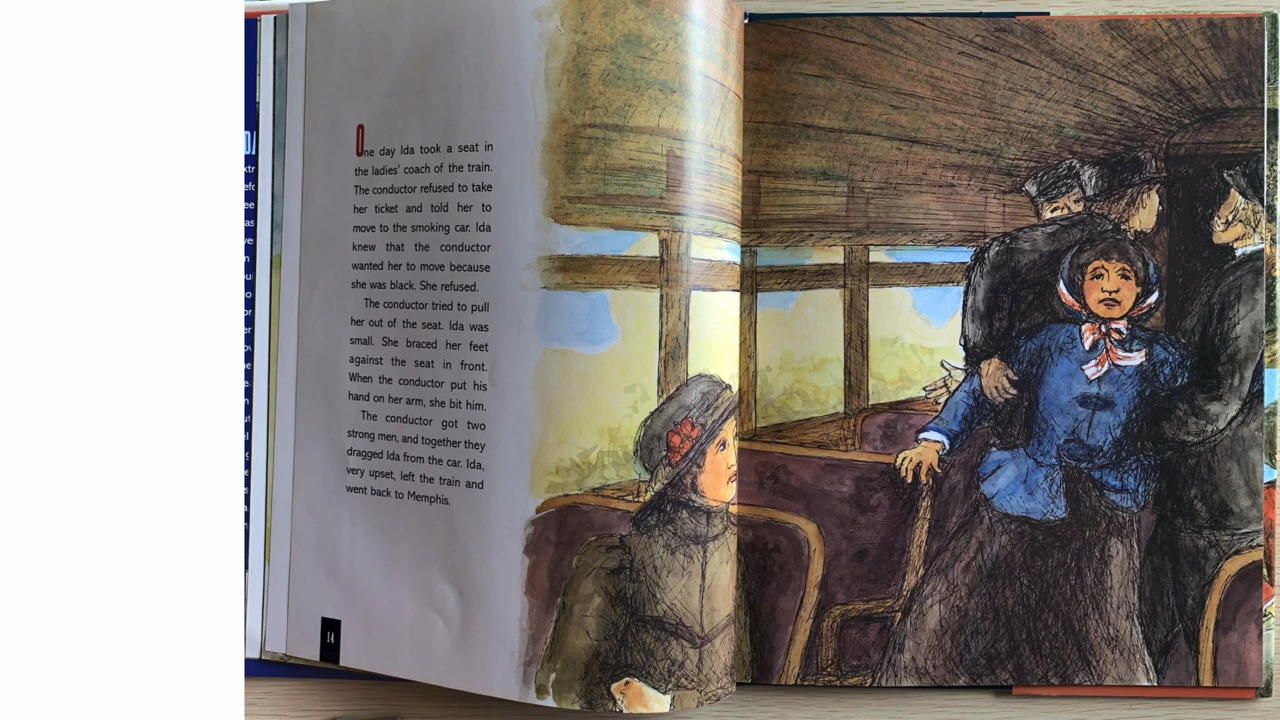 One day Ida took a seat in
the ladies' coach of the train.
The conductor refused to take
her ticket and told her to
move to the smoking car. Ida
knew that the conductor
wanted her to move because
she was black. She refused.
The conductor tried to pull
her out of the seat. Ida was
small. She braced her feet
against the seat in front.
When the conductor put his
hand on her arm, she bit him.
The conductor got two
strong men, and together they
dragged Ida from the car. Ida,
very upset, left the train and
went back to Memphis.
14